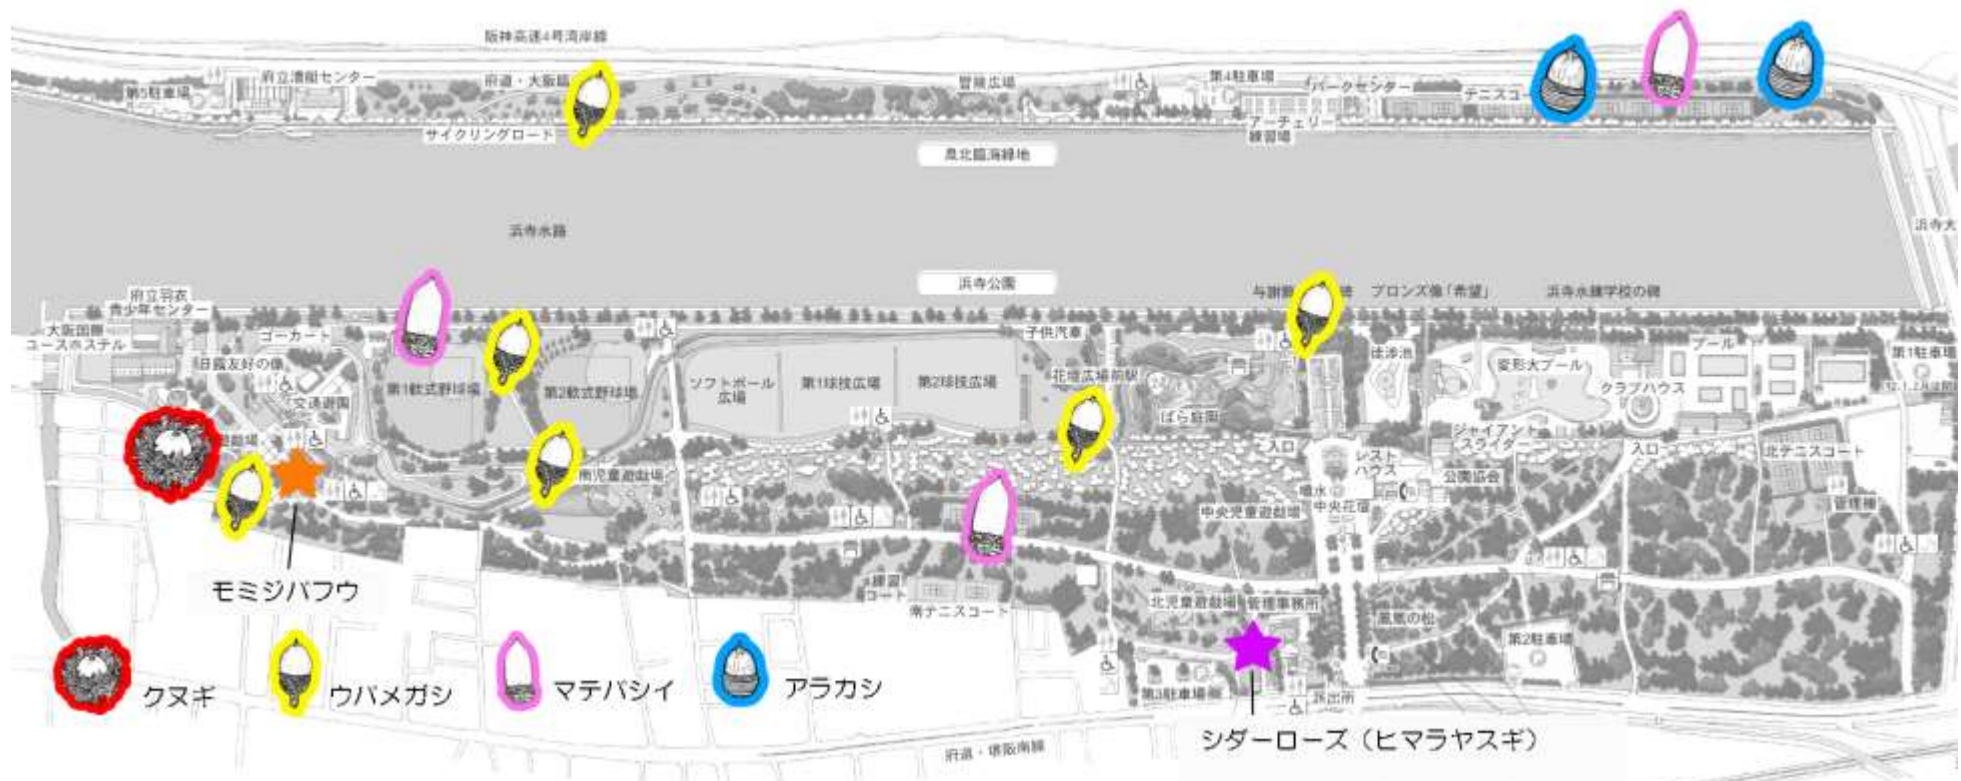 阪神高速4号湾岸線
府立漕艇センター
府道・大阪臨
冒険広場
第4駐車場
パークセンター
第5駐車場
テニスコー
サイクリングロード
アーチェリー
練習場
泉北臨海緑地
浜寺水路
浜寺大
浜寺公園
ブロンズ像「希望」
浜寺水練学校の碑
府立羽衣
青少年センター
大阪国際
ユースホステル
ゴーカート
子供汽車
徒渉池
プール
第1駐車場
日露友好の像
交通遊園
第1軟式野球場
第2軟式野球場
ソフトボール
広場
第1球技広場
第2球技広場
花壇広場前駅
ばら庭園
変形大プール
クラブハウス
ジャイアント
スライダー
入口
レスト
ハウス
入口
北テニスコート
公園協会
南児童遊戯場
噴水
中央花壇
中央児童遊戯場
管理棟
モミジバフウ
練習
コート
南テニスコート
北児童遊戯場
管理事務所
鳳凰の松
第2駐車場
第3駐車場
派出所
クヌギ
ウバメガシ
マテバシイ
アラカシ
シダーローズ（ヒマラヤスギ）
府道・堺阪南線